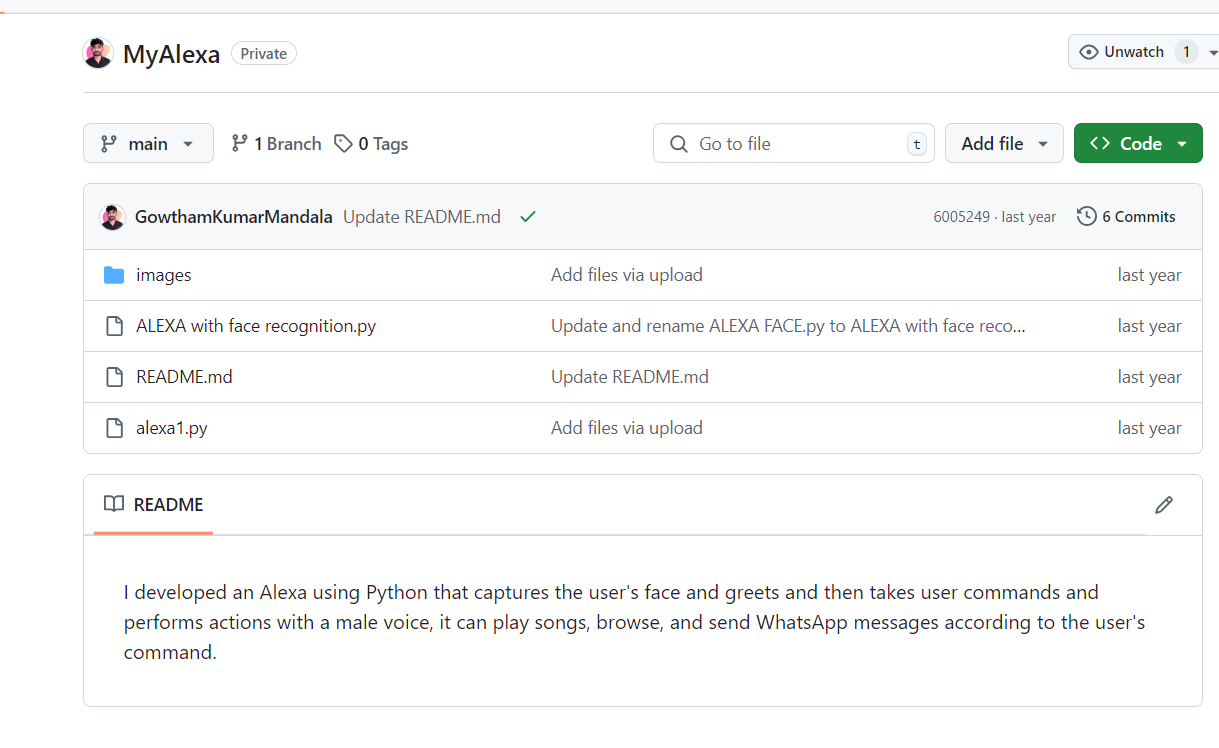 MyAlexa Private
Unwatch 1
main 1 Branch 0 Tags Go to file t Add file Code
GowthamKumarMandala Update README.md 6005249 · last year 6 Commits
images Add files via upload last year
ALEXA with face recognition.py Update and rename ALEXA FACE.py to ALEXA with face reco... last year
README.md Update README.md last year
alexa1.py Add files via upload last year
README
I developed an Alexa using Python that captures the user's face and greets and then takes user commands and
performs actions with a male voice, it can play songs, browse, and send WhatsApp messages according to the user's
command.